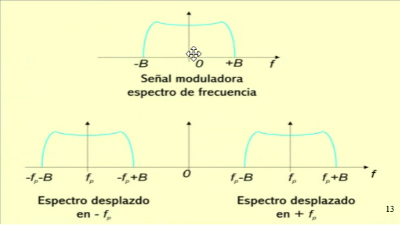 -B 0 +B f
Señal moduladora
espectro de frecuencia
-fₚ-B fₚ -fₚ+B 0 fₚ-B fₚ fₚ+B f
Espectro desplazdo
en - fₚ
Espectro desplazado
en + fₚ
13